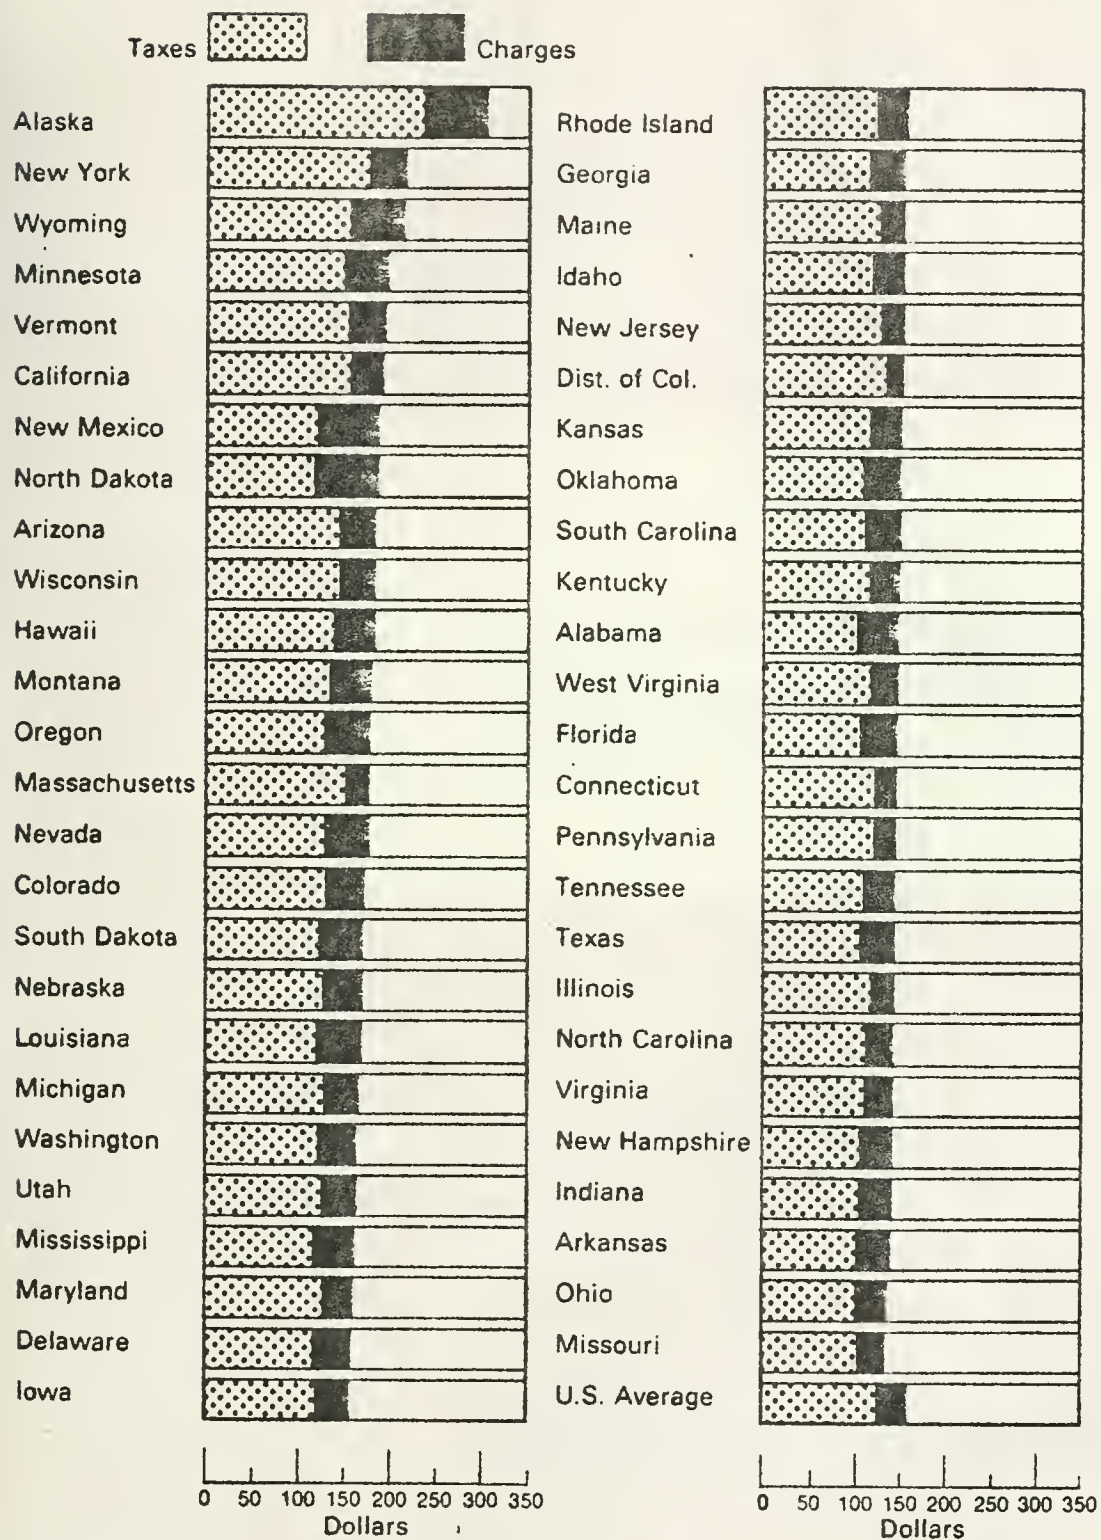 Taxes Charges
Alaska
New York
Wyoming
Minnesota
Vermont
California
New Mexico
North Dakota
Arizona
Wisconsin
Hawaii
Montana
Oregon
Massachusetts
Nevada
Colorado
South Dakota
Nebraska
Louisiana
Michigan
Washington
Utah
Mississippi
Maryland
Delaware
Iowa
0 50 100 150 200 250 300 350
Dollars
Rhode Island
Georgia
Maine
Idaho
New Jersey
Dist. of Col.
Kansas
Oklahoma
South Carolina
Kentucky
Alabama
West Virginia
Florida
Connecticut
Pennsylvania
Tennessee
Texas
Illinois
North Carolina
Virginia
New Hampshire
Indiana
Arkansas
Ohio
Missouri
U.S. Average
0 50 100 150 200 250 300 350
Dollars